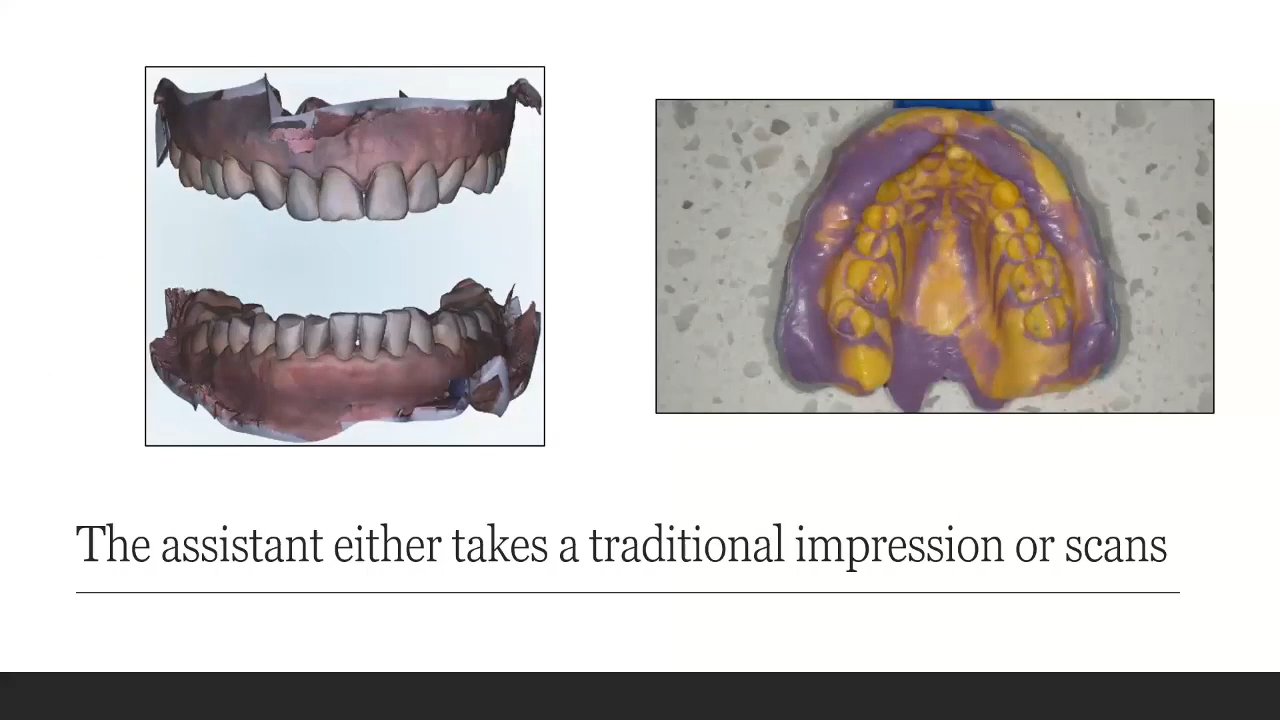 The assistant either takes a traditional impression or scans